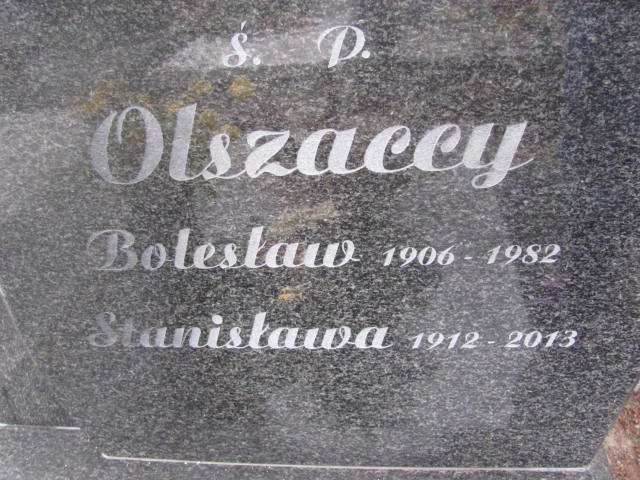 ś. P.
Olszaccy
Bolesław 1906 - 1982
Stanisława 1912 - 2013